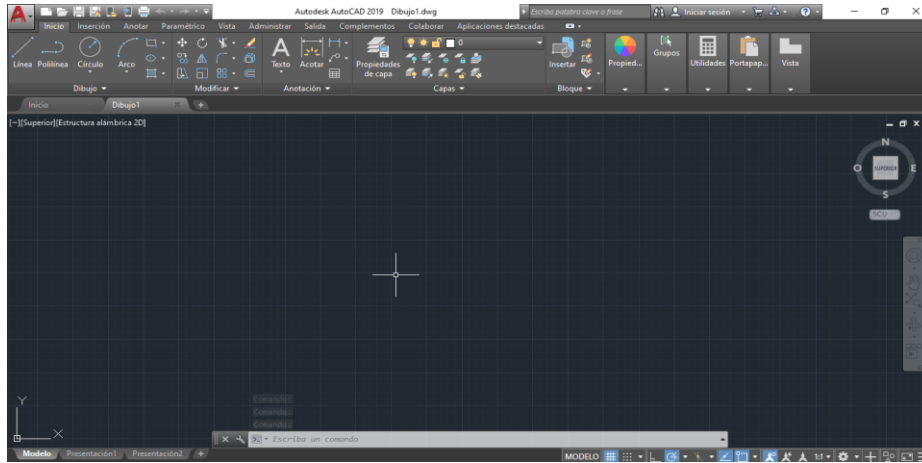 Autodesk AutoCAD 2019 Dibujo1.dwg Escriba palabra clave o frase Iniciar sesión
Inicio Inserción Anotar Paramétrico Vista Administrar Salida Complementos Colaborar Aplicaciones destacadas
Línea Polilínea Círculo Arco Texto Acotar Propiedades de capa 0 Insertar Propied... Grupos Utilidades Portapap... Vista
Dibujo Modificar Anotación Capas Bloque
Inicio Dibujo1
[−][Superior][Estructura alámbrica 2D]
N
O SUPERIOR E
S
SCU
Y
X
Comando:
Comando:
Comando:
Escriba un comando
Modelo Presentación1 Presentación2 + MODELO 1:1